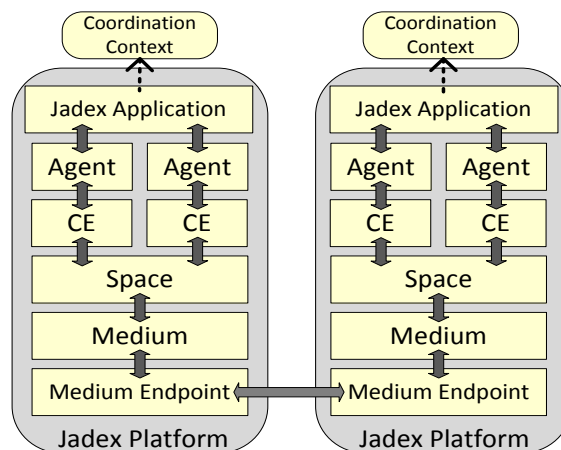 Coordination
Context
Coordination
Context
Jadex Application
Jadex Application
Agent
Agent
Agent
Agent
CE
CE
CE
CE
Space
Space
Medium
Medium
Medium Endpoint
Medium Endpoint
Jadex Platform
Jadex Platform